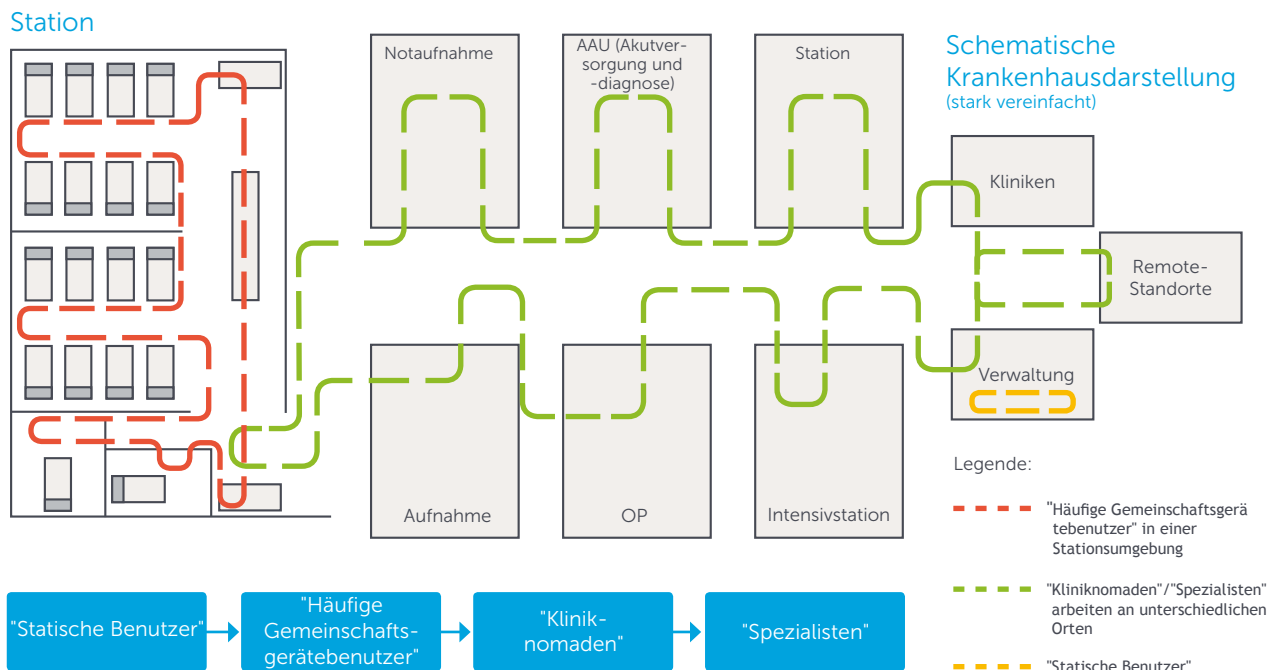 Station
Notaufnahme
AAU (Akutver-
sorgung und
-diagnose)
Station
Schematische
Krankenhausdarstellung
(stark vereinfacht)
Kliniken
Remote-
Standorte
Verwaltung
Aufnahme
OP
Intensivstation
Legende:
"Häufige Gemeinschaftsgerä
tebenutzer" in einer
Stationsumgebung
"Kliniknomaden"/"Spezialisten"
arbeiten an unterschiedlichen
Orten
"Statische Benutzer"
"Statische Benutzer"
"Häufige
Gemeinschafts-
gerätebenutzer"
"Klinik-
nomaden"
"Spezialisten"